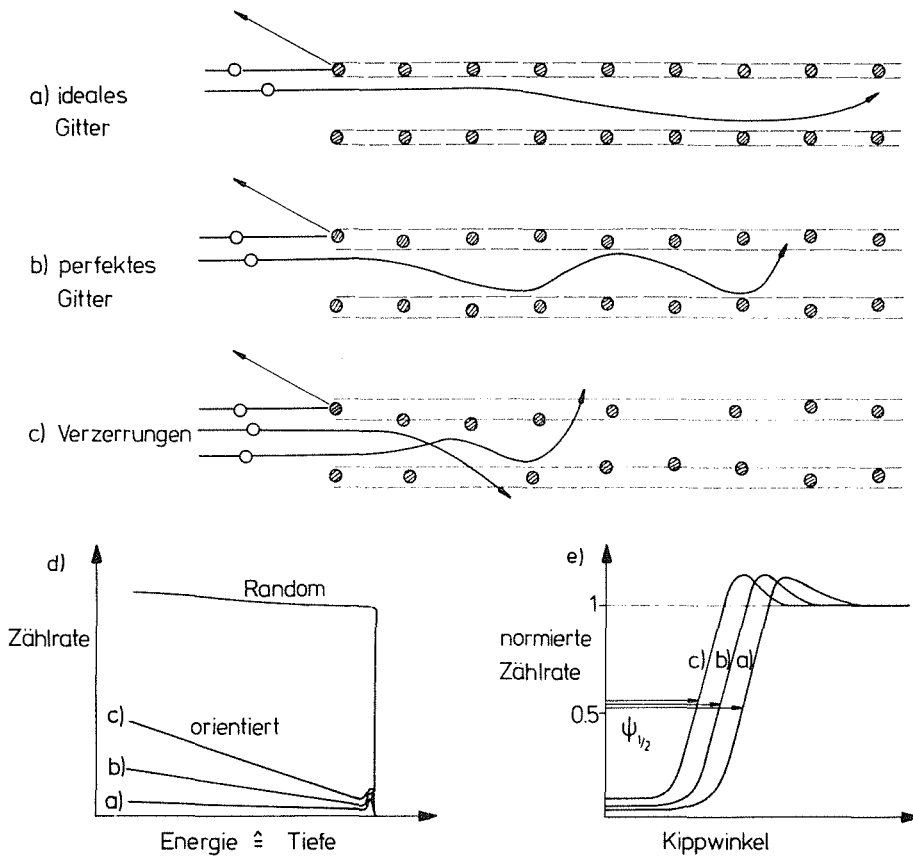 a) ideales
Gitter
b) perfektes
Gitter
c) Verzerrungen
d)
Random
Zählrate
orientiert
c)
b)
a)
Energie ≙ Tiefe
e)
1
normierte
Zählrate
c) b) a)
0.5
ψ1/2
Kippwinkel